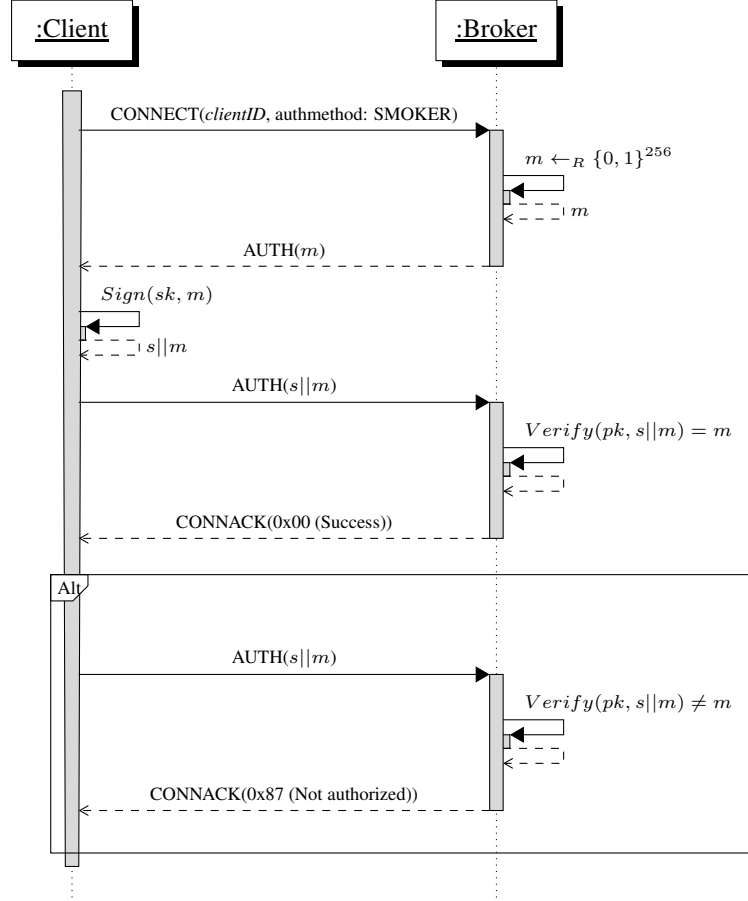 :Client
:Broker
CONNECT(clientID, authmethod: SMOKER)
m ←_R {0, 1}^256
m
AUTH(m)
Sign(sk, m)
s||m
AUTH(s||m)
Verify(pk, s||m) = m
CONNACK(0x00 (Success))
Alt
AUTH(s||m)
Verify(pk, s||m) ≠ m
CONNACK(0x87 (Not authorized))